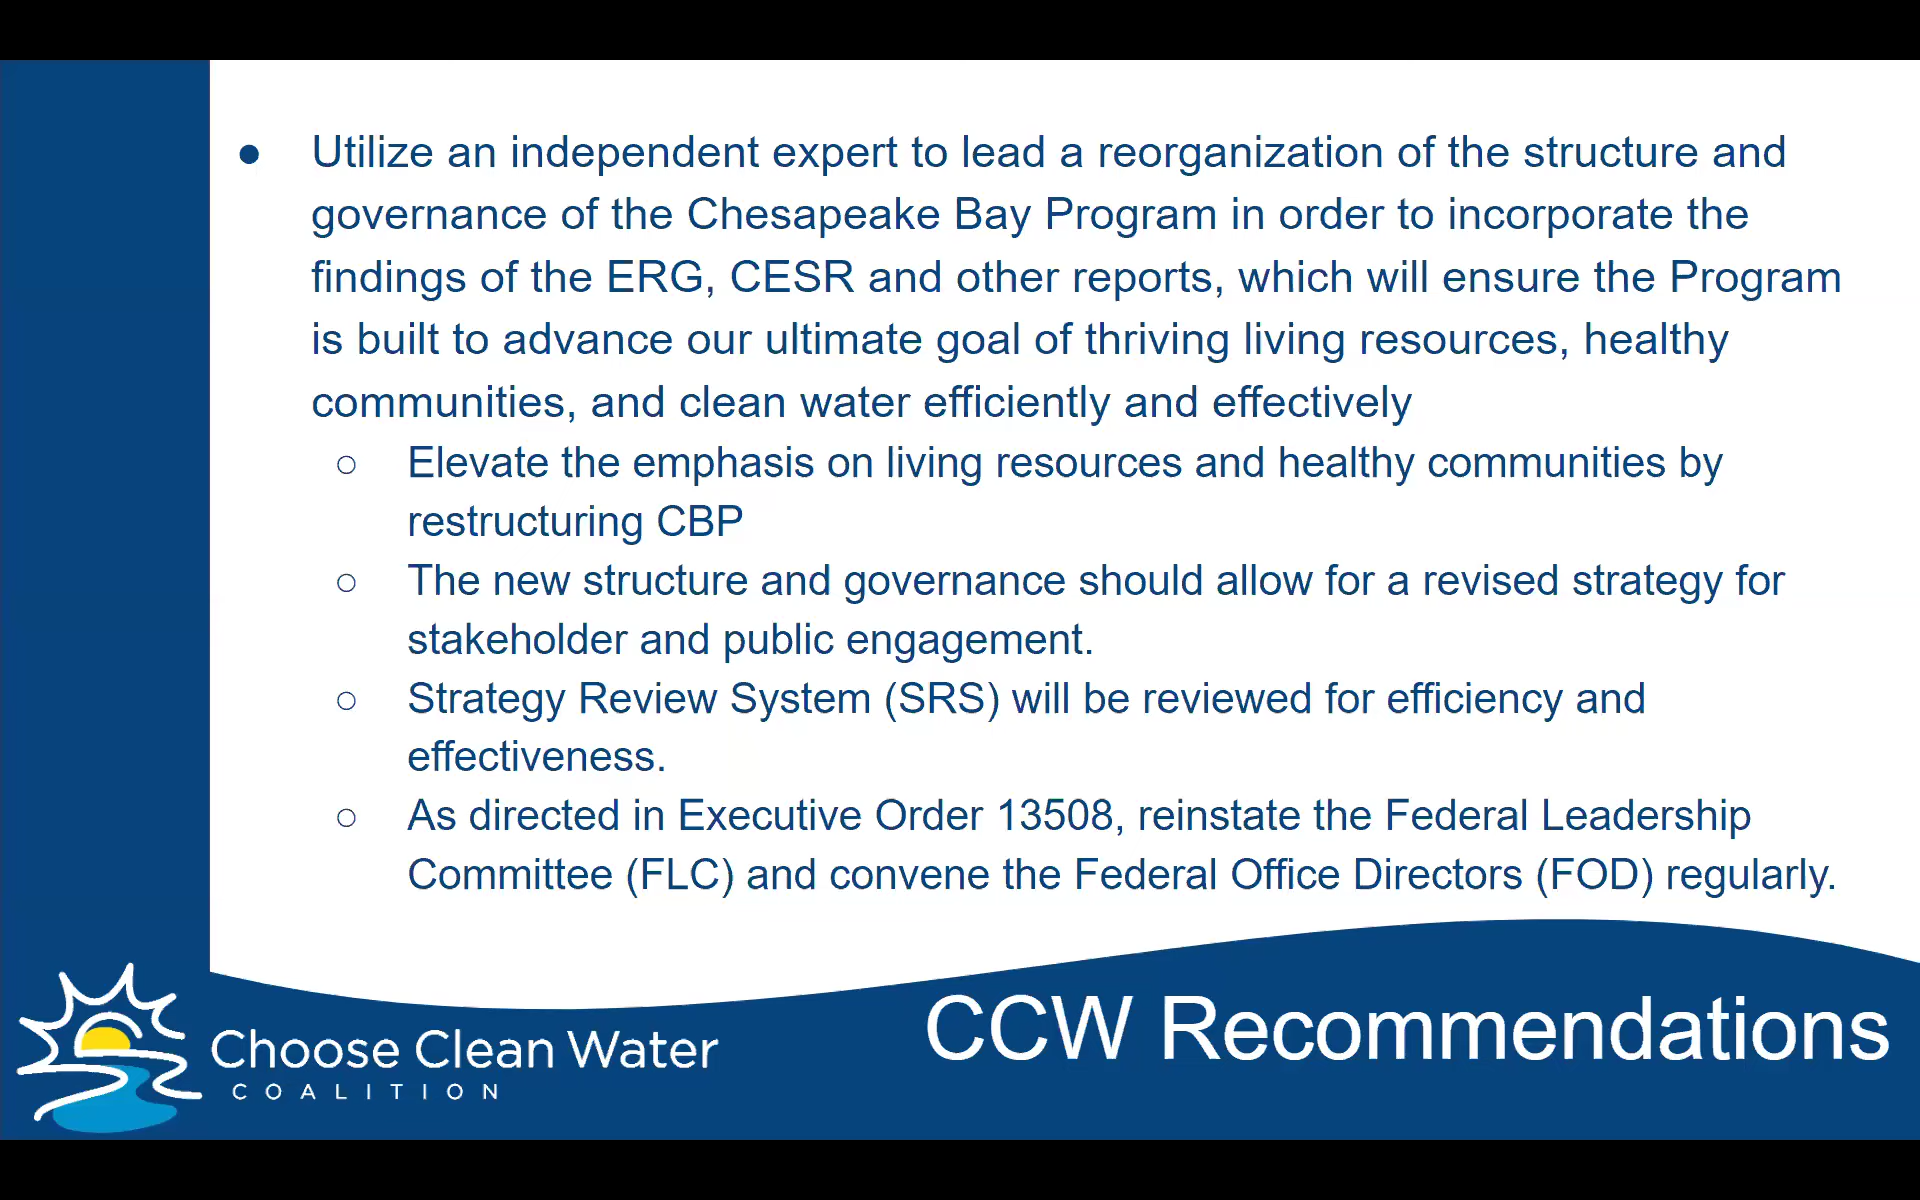 ● Utilize an independent expert to lead a reorganization of the structure and
governance of the Chesapeake Bay Program in order to incorporate the
findings of the ERG, CESR and other reports, which will ensure the Program
is built to advance our ultimate goal of thriving living resources, healthy
communities, and clean water efficiently and effectively
○ Elevate the emphasis on living resources and healthy communities by
restructuring CBP
○ The new structure and governance should allow for a revised strategy for
stakeholder and public engagement.
○ Strategy Review System (SRS) will be reviewed for efficiency and
effectiveness.
○ As directed in Executive Order 13508, reinstate the Federal Leadership
Committee (FLC) and convene the Federal Office Directors (FOD) regularly.
CCW Recommendations
Choose Clean Water
COALITION